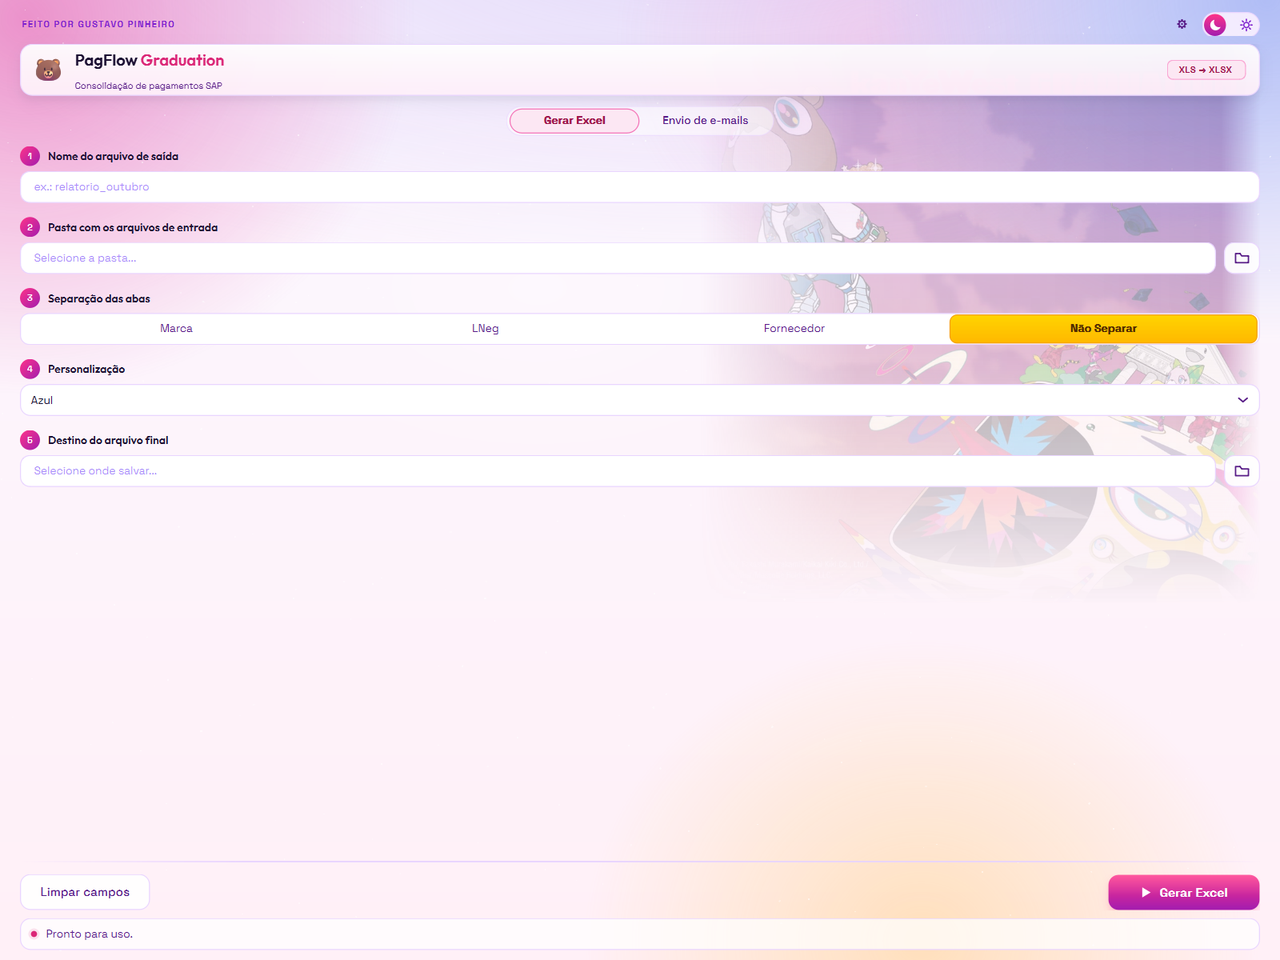 FEITO POR GUSTAVO PINHEIRO
PagFlow Graduation
Consolidação de pagamentos SAP
XLS → XLSX
Gerar Excel
Envio de e-mails
1 Nome do arquivo de saída
ex.: relatorio_outubro
2 Pasta com os arquivos de entrada
Selecione a pasta...
3 Separação das abas
Marca
LNeg
Fornecedor
Não Separar
4 Personalização
Azul
5 Destino do arquivo final
Selecione onde salvar...
Limpar campos
Gerar Excel
Pronto para uso.